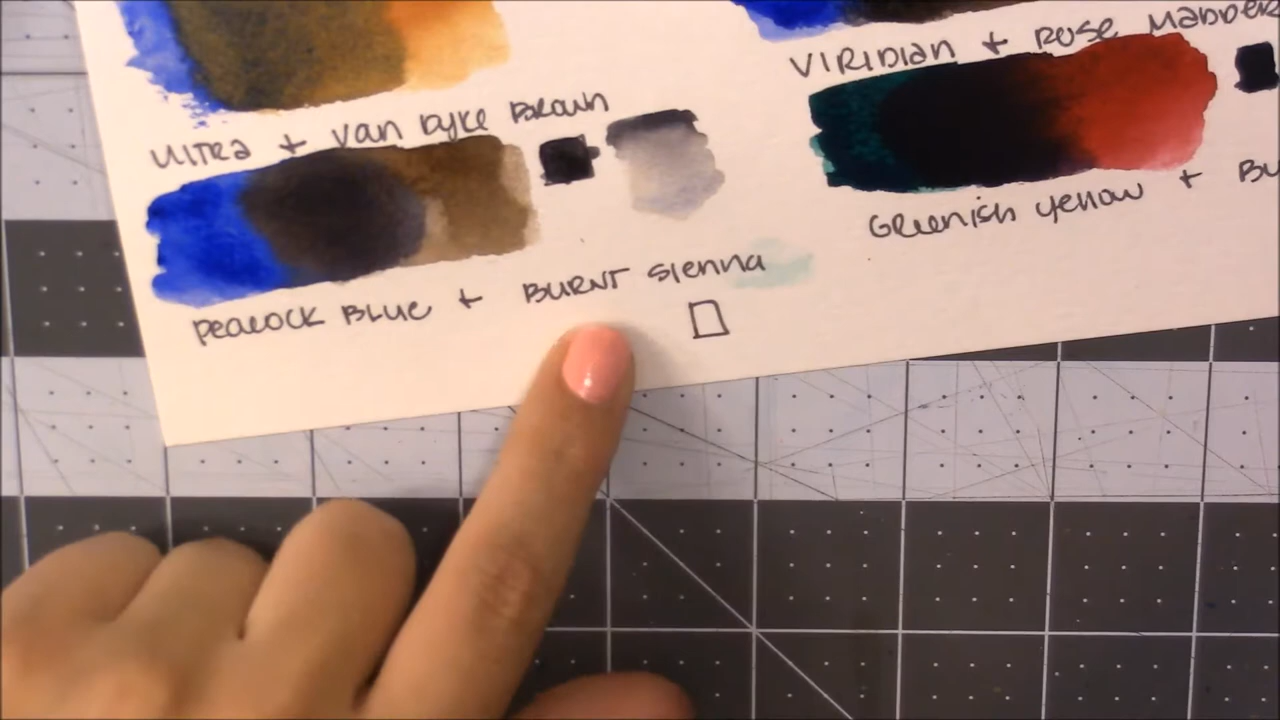 ULTRA + VAN DYKE BROWN
PEACOCK BLUE + BURNT SIENNA
VIRIDIAN + ROSE MADDER
GREENISH YELLOW +